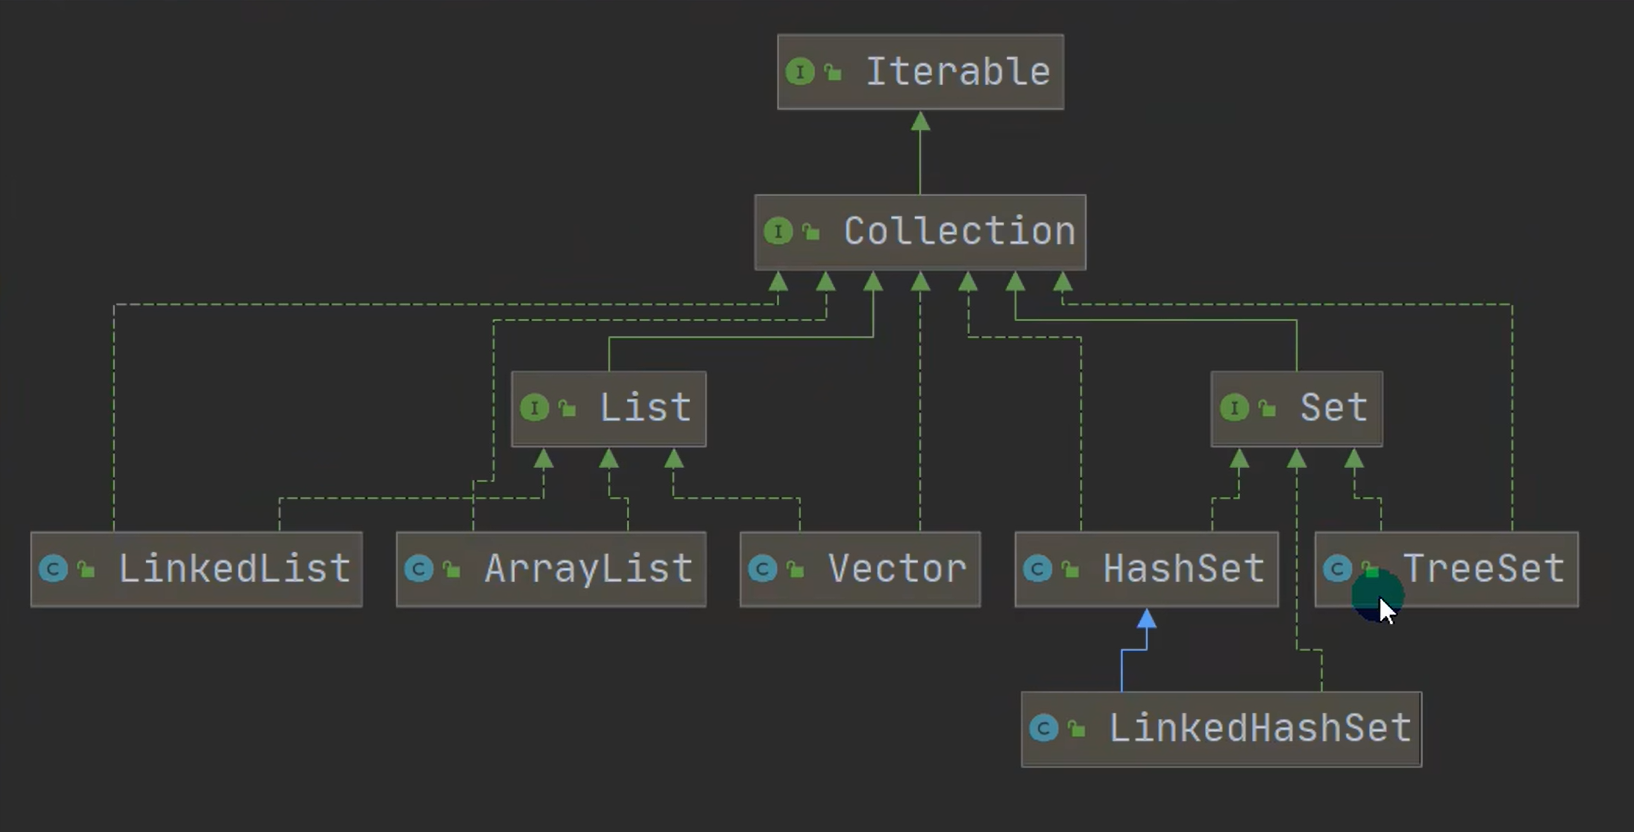 I Iterable
I Collection
I List
I Set
C LinkedList
C ArrayList
C Vector
C HashSet
C TreeSet
C LinkedHashSet